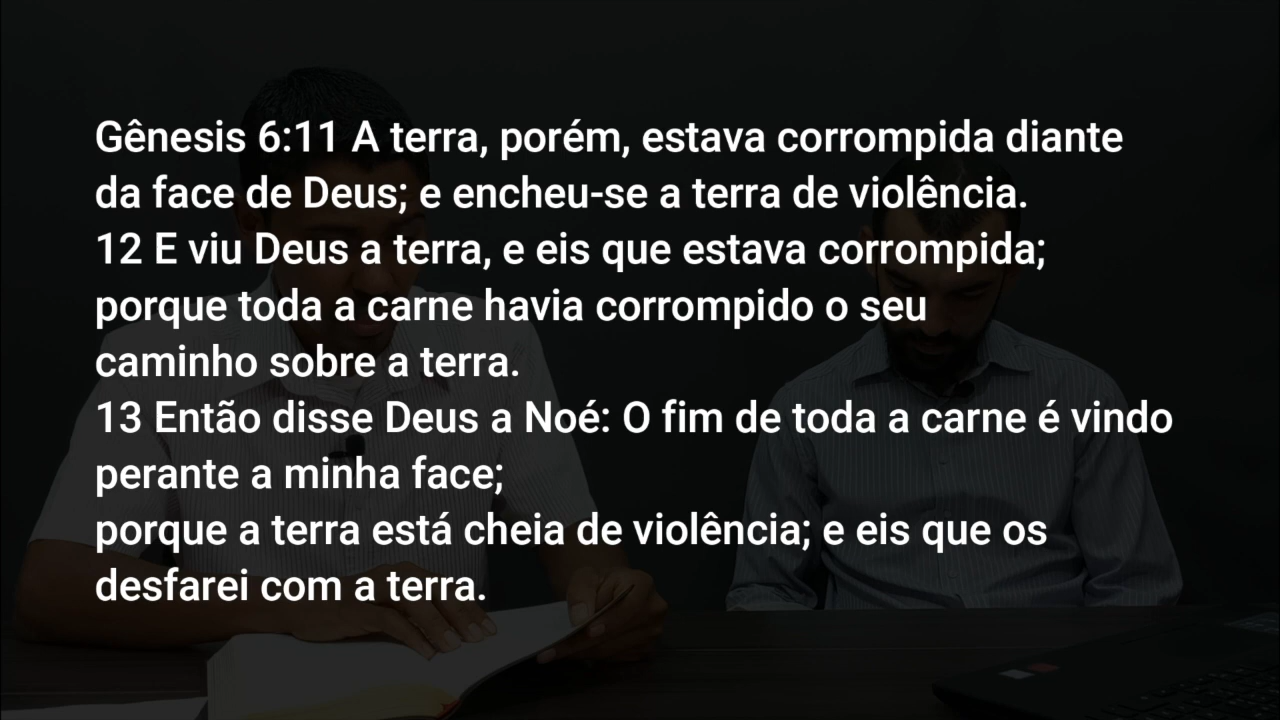 Gênesis 6:11 A terra, porém, estava corrompida diante
da face de Deus; e encheu-se a terra de violência.
12 E viu Deus a terra, e eis que estava corrompida;
porque toda a carne havia corrompido o seu
caminho sobre a terra.
13 Então disse Deus a Noé: O fim de toda a carne é vindo
perante a minha face;
porque a terra está cheia de violência; e eis que os
desfarei com a terra.